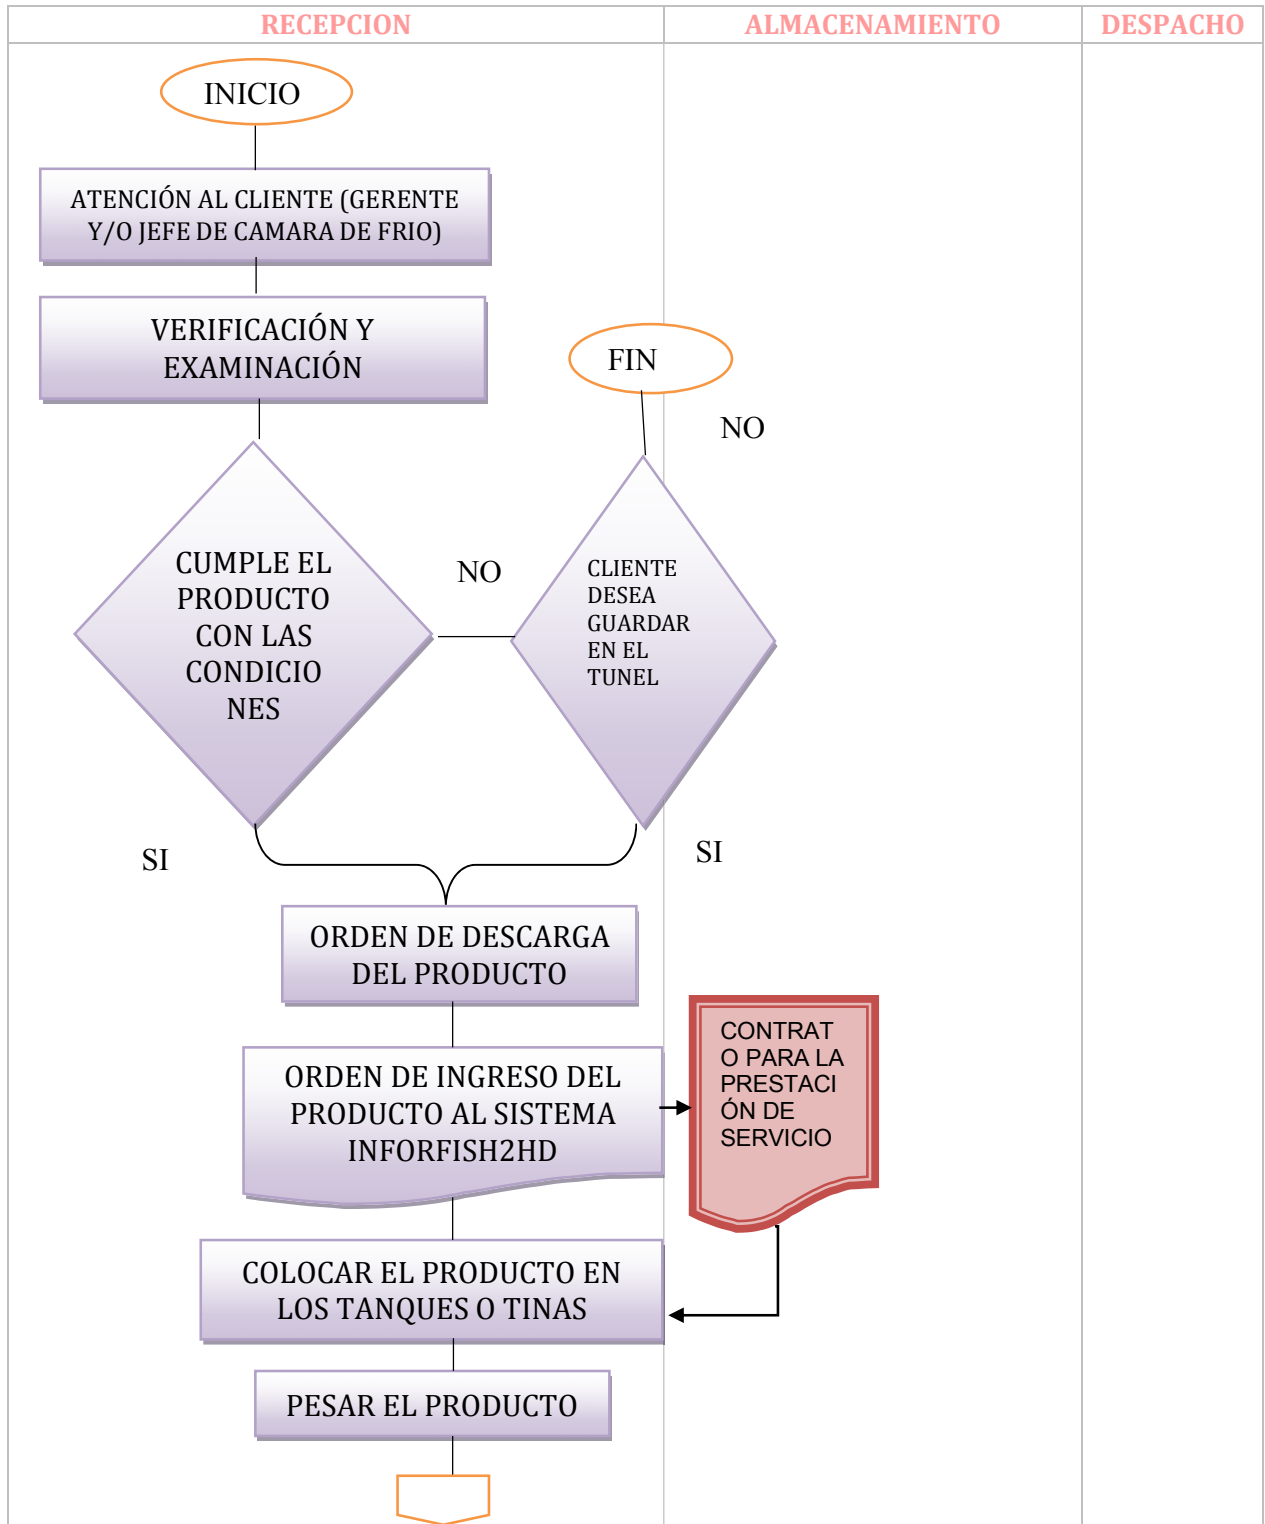 RECEPCION
ALMACENAMIENTO
DESPACHO
INICIO
ATENCIÓN AL CLIENTE (GERENTE
Y/O JEFE DE CAMARA DE FRIO)
VERIFICACIÓN Y
EXAMINACIÓN
FIN
NO
CUMPLE EL
PRODUCTO
CON LAS
CONDICIO
NES
NO
CLIENTE
DESEA
GUARDAR
EN EL
TUNEL
SI
SI
ORDEN DE DESCARGA
DEL PRODUCTO
ORDEN DE INGRESO DEL
PRODUCTO AL SISTEMA
INFORFISH2HD
CONTRAT
O PARA LA
PRESTACI
ÓN DE
SERVICIO
COLOCAR EL PRODUCTO EN
LOS TANQUES O TINAS
PESAR EL PRODUCTO